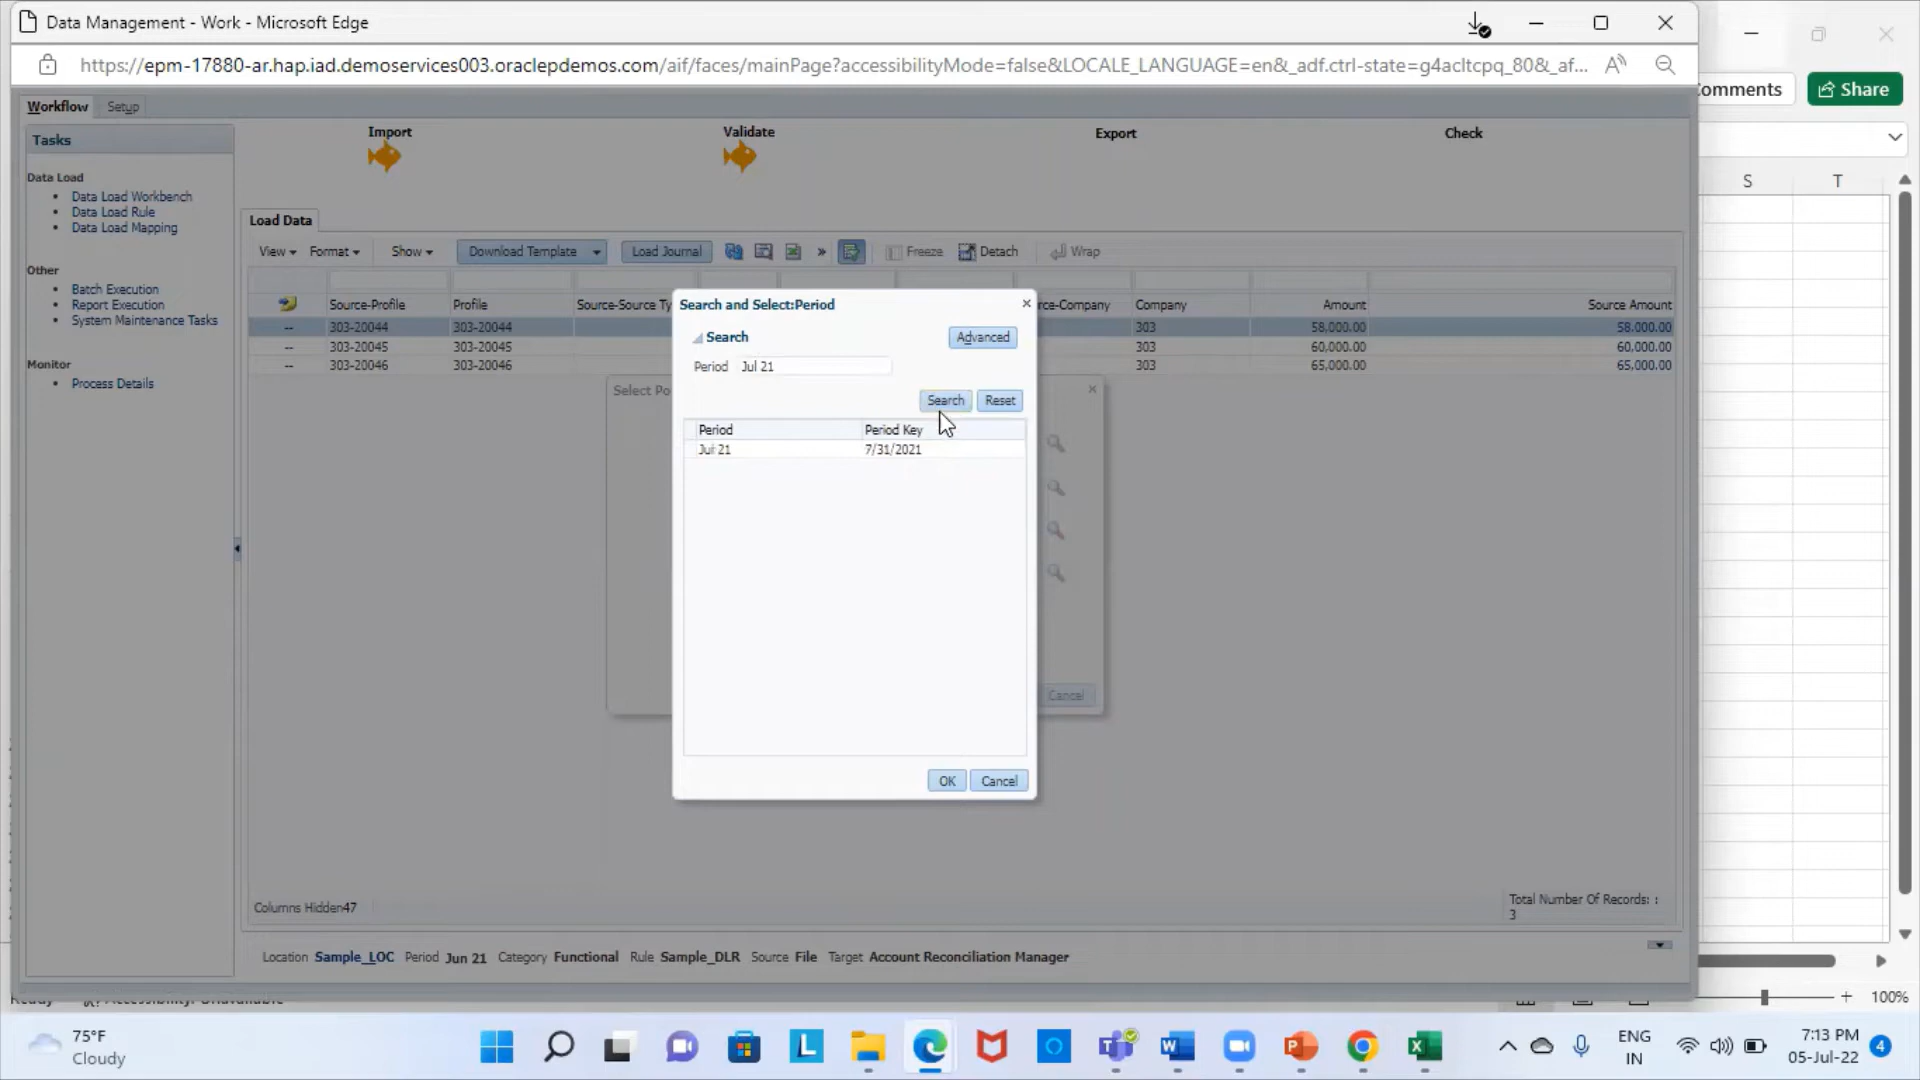 Data Management - Work - Microsoft Edge
https://epm-17880-ar.hap.iad.demoservices003.oraclepdemos.com/aif/faces/mainPage?accessibilityMode=false&LOCALE_LANGUAGE=en&_adf.ctrl-state=g4acltcpq_80&_af...
omments
Share
Workflow
Setup
Tasks
Import
Validate
Export
Check
Data Load
Data Load Workbench
Data Load Rule
Data Load Mapping
Other
Batch Execution
Report Execution
System Maintenance Tasks
Monitor
Process Details
Load Data
View
Format
Show
Download Template
Load Journal
»
Freeze
Detach
Wrap
Source-Profile
Profile
Source-Source Ty
rce-Company
Company
Amount
Source Amount
-- 303-20044 303-20044 303 58,000.00 58,000.00
-- 303-20045 303-20045 303 60,000.00 60,000.00
-- 303-20046 303-20046 303 65,000.00 65,000.00
Select Po
Cancel
Search and Select:Period
Search
Advanced
Period Jul 21
Search
Reset
Period Period Key
Jul 21 7/31/2021
OK
Cancel
Columns Hidden47
Total Number Of Records: :
3
Location Sample_LOC Period Jun 21 Category Functional Rule Sample_DLR Source File Target Account Reconciliation Manager
S
T
100%
75°F
Cloudy
ENG
IN
7:13 PM
05-Jul-22
4